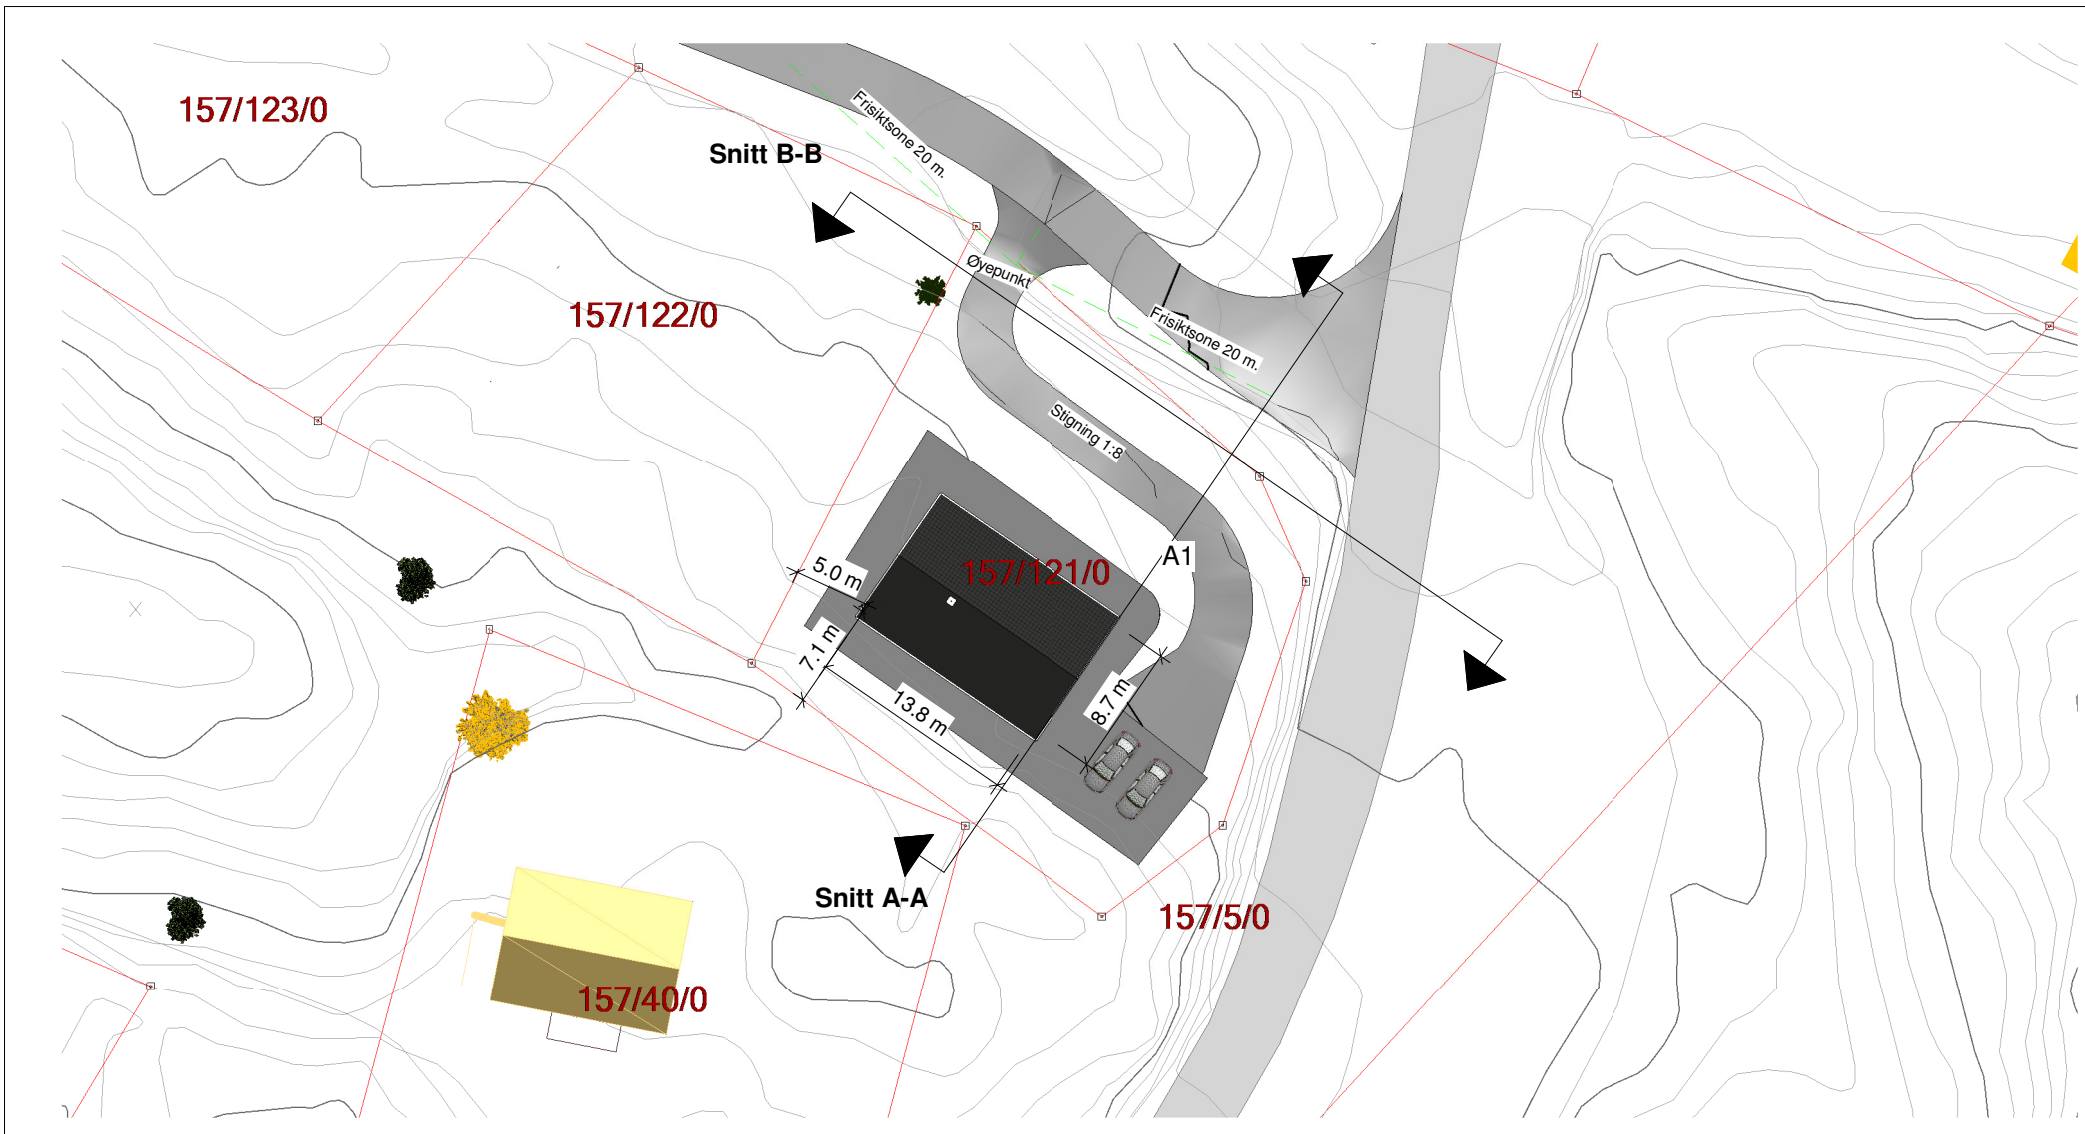 157/123/0
Frisiktsone 20 m.
Snitt B-B
Øyepunkt
157/122/0
Frisiktsone 20 m.
Stigning 1:8
A1
157/121/0
5.0 m
7.1 m
13.8 m
8.7 m
Snitt A-A
157/5/0
157/40/0